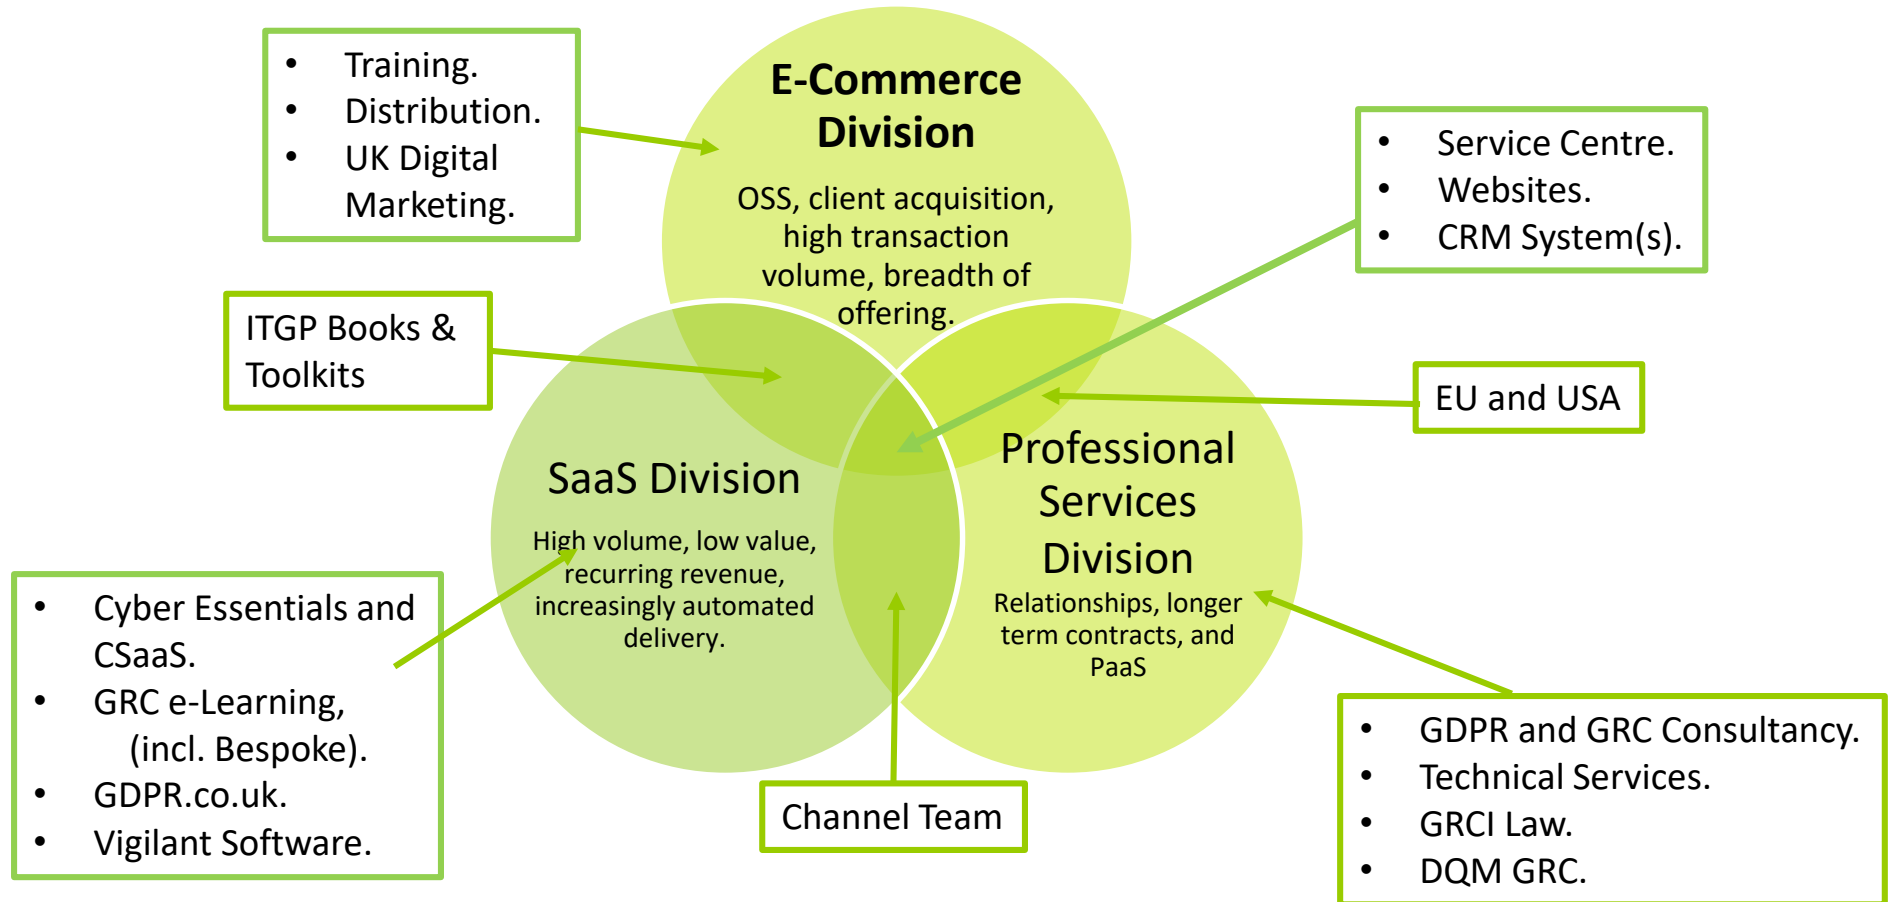 • Training.
• Distribution.
• UK Digital
Marketing.
E-Commerce
Division
OSS, client acquisition,
high transaction
volume, breadth of
offering.
• Service Centre.
• Websites.
• CRM System(s).
ITGP Books &
Toolkits
EU and USA
SaaS Division
High volume, low value,
recurring revenue,
increasingly automated
delivery.
Professional
Services
Division
Relationships, longer
term contracts, and
PaaS
• Cyber Essentials and
CSaaS.
• GRC e-Learning,
(incl. Bespoke).
• GDPR.co.uk.
• Vigilant Software.
Channel Team
• GDPR and GRC Consultancy.
• Technical Services.
• GRCI Law.
• DQM GRC.